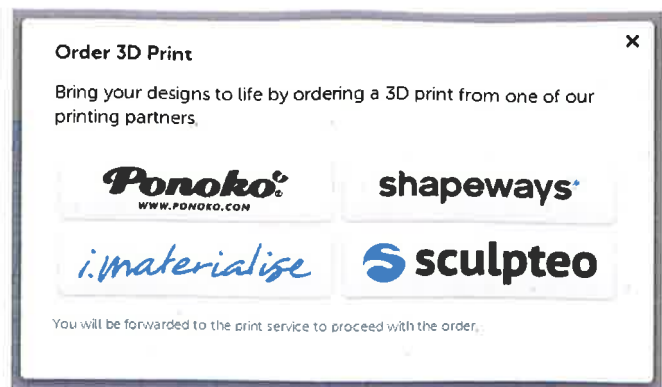 Order 3D Print
Bring your designs to life by ordering a 3D print from one of our
printing partners.
Ponoko
WWW.PONOKO.COM
shapeways
i.materialise
sculpteo
You will be forwarded to the print service to proceed with the order.